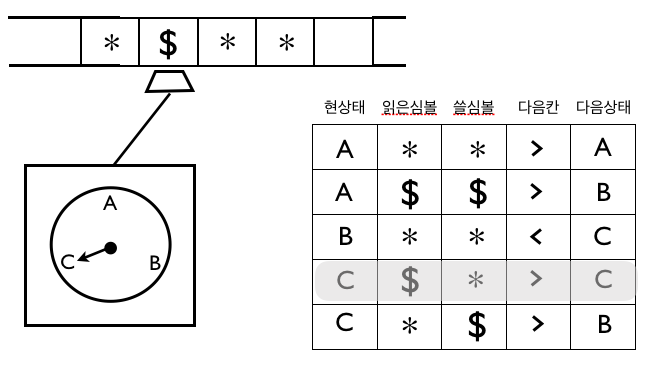 * $ * *
현상태 읽은심볼 쓸심볼 다음칸 다음상태
A * * > A
A $ $ > B
B * * < C
C $ * > C
C * $ > B
A
C B